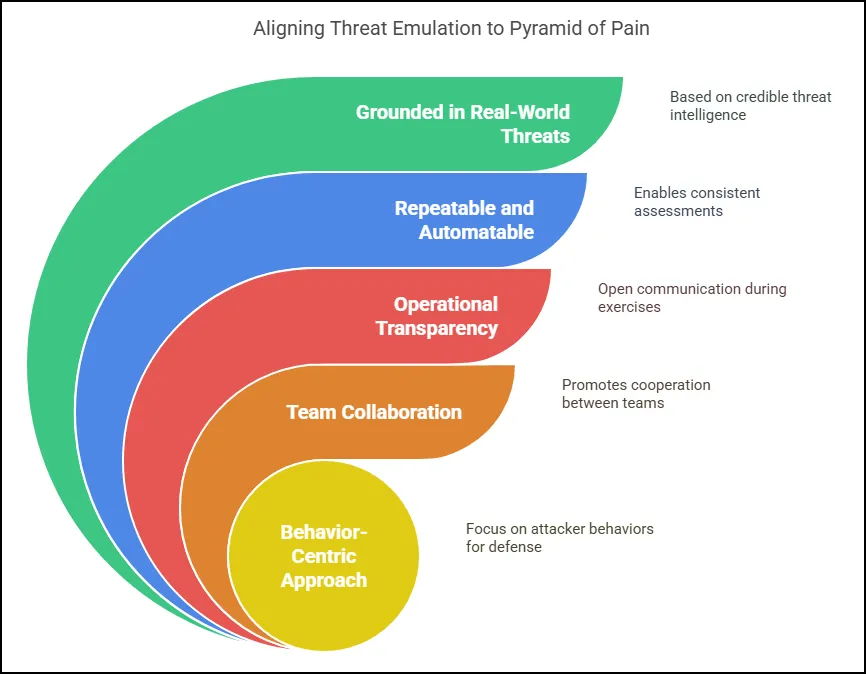 Aligning Threat Emulation to Pyramid of Pain
Grounded in Real-World
Threats
Based on credible threat
intelligence
Repeatable and
Automatable
Enables consistent
assessments
Operational
Transparency
Open communication during
exercises
Team Collaboration
Promotes cooperation
between teams
Behavior-
Centric
Approach
Focus on attacker behaviors
for defense